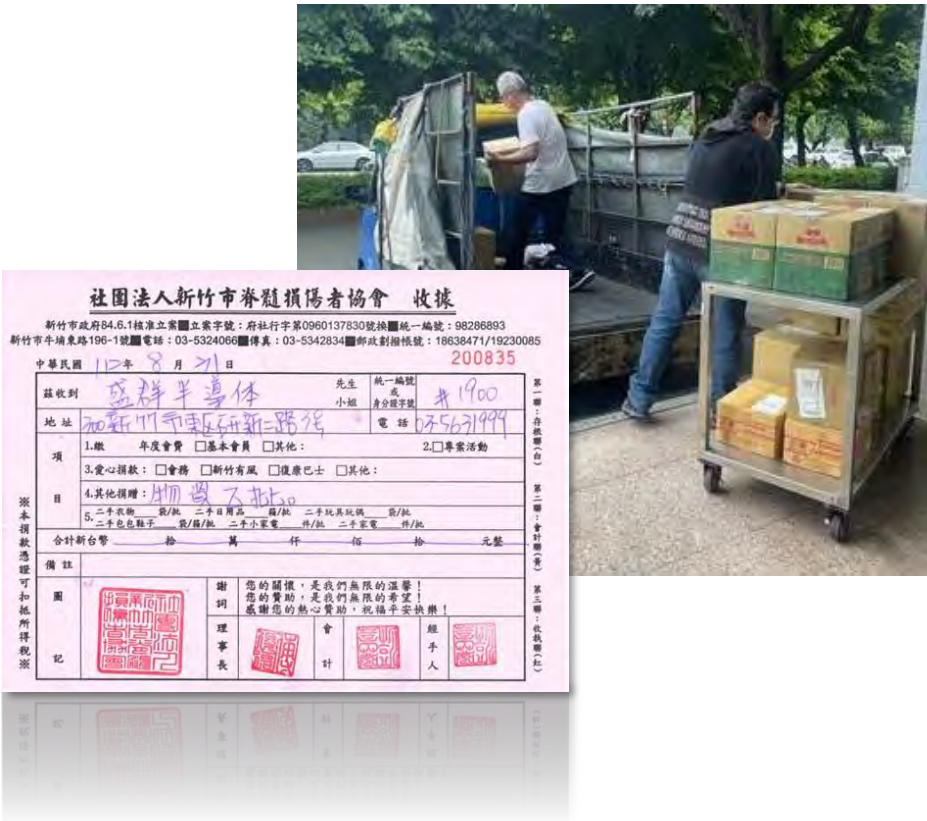 社團法人新竹市脊髓損傷者協會 收據
新竹市政府84.6.1核准立案■立案字號：府社行字第0960137830號換■統一編號：98286893
新竹市牛埔東路196-1號■電話：03-5324066■傳真：03-5342834■郵政劃撥帳號：18638471/19230085
中華民國 112年 8 月 21 日
200835
茲收到 盛群半導体 先生 小姐 統一編號 或 身分證字號 #1900
地址 300新竹市東区研新二路3号 電話 03-5631999
項目
1.繳 年度會費 □基本會員 □其他： 2.□專案活動
3.愛心捐款：□會務 □新竹有風 □復康巴士 □其他：
4.其他捐贈：物資乙批。
5.二手衣物 袋/批 二手日用品 箱/批 二手玩具玩偶 袋/批
二手包包鞋子 袋/箱/批 二手小家電 件/批 二手家電 件/批
合計新台幣 拾 萬 仟 佰 拾 元整
備註
圖記
謝詞
您的關懷，是我們無限的溫馨！
您的贊助，是我們無限的希望！
感謝您的熱心贊助，祝福平安快樂！
理事長
會計
經手人
※本捐款憑證可扣抵所得稅※
第一聯：存根聯(白) 第二聯：會計聯(黃) 第三聯：收執聯(紅)